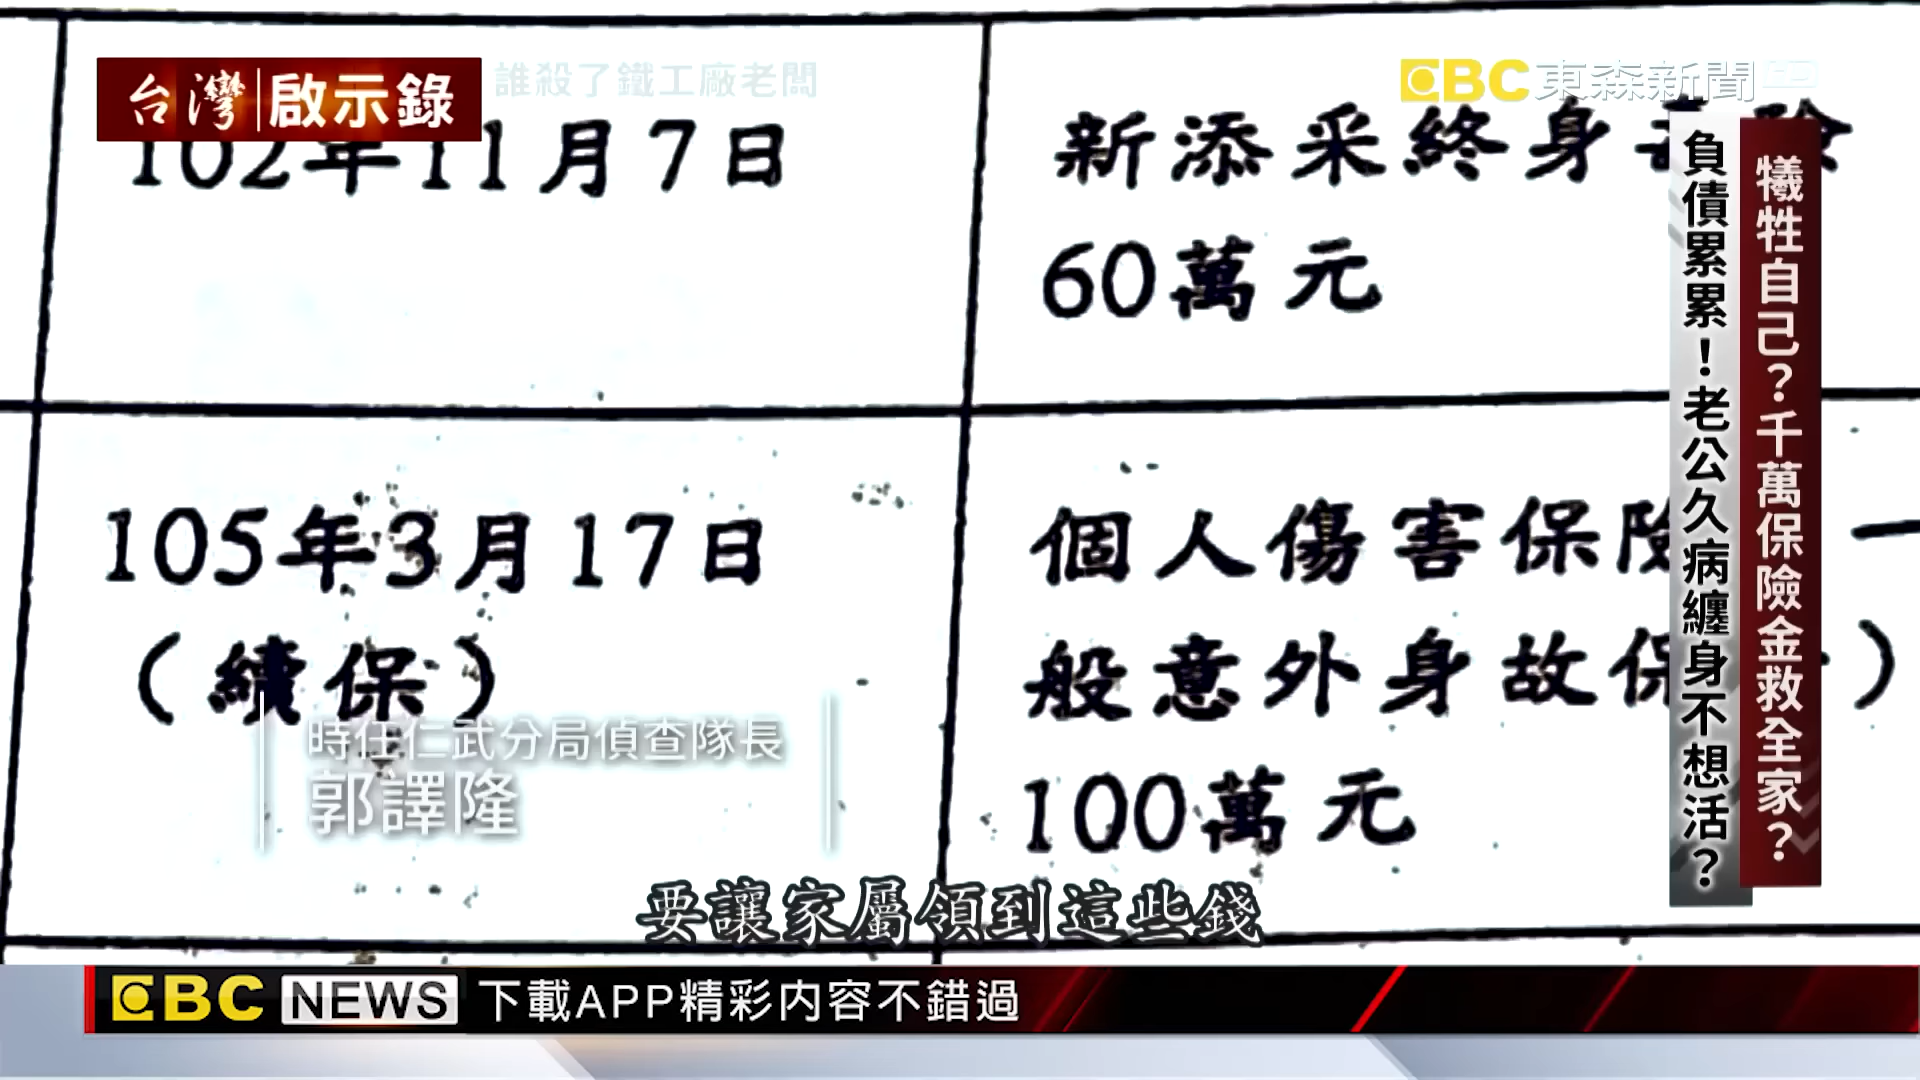 台灣啟示錄
誰殺了鐵工廠老闆
EBC東森新聞
102年11月7日
新添采終身壽險
60萬元
105年3月17日
(續保)
個人傷害保險
一
般意外身故保
)
100萬元
犧牲自己?千萬保險金救全家?
負債累累!老公久病纏身不想活?
時任仁武分局偵查隊長
郭譯隆
要讓家屬領到這些錢
EBC NEWS 下載APP精彩內容不錯過